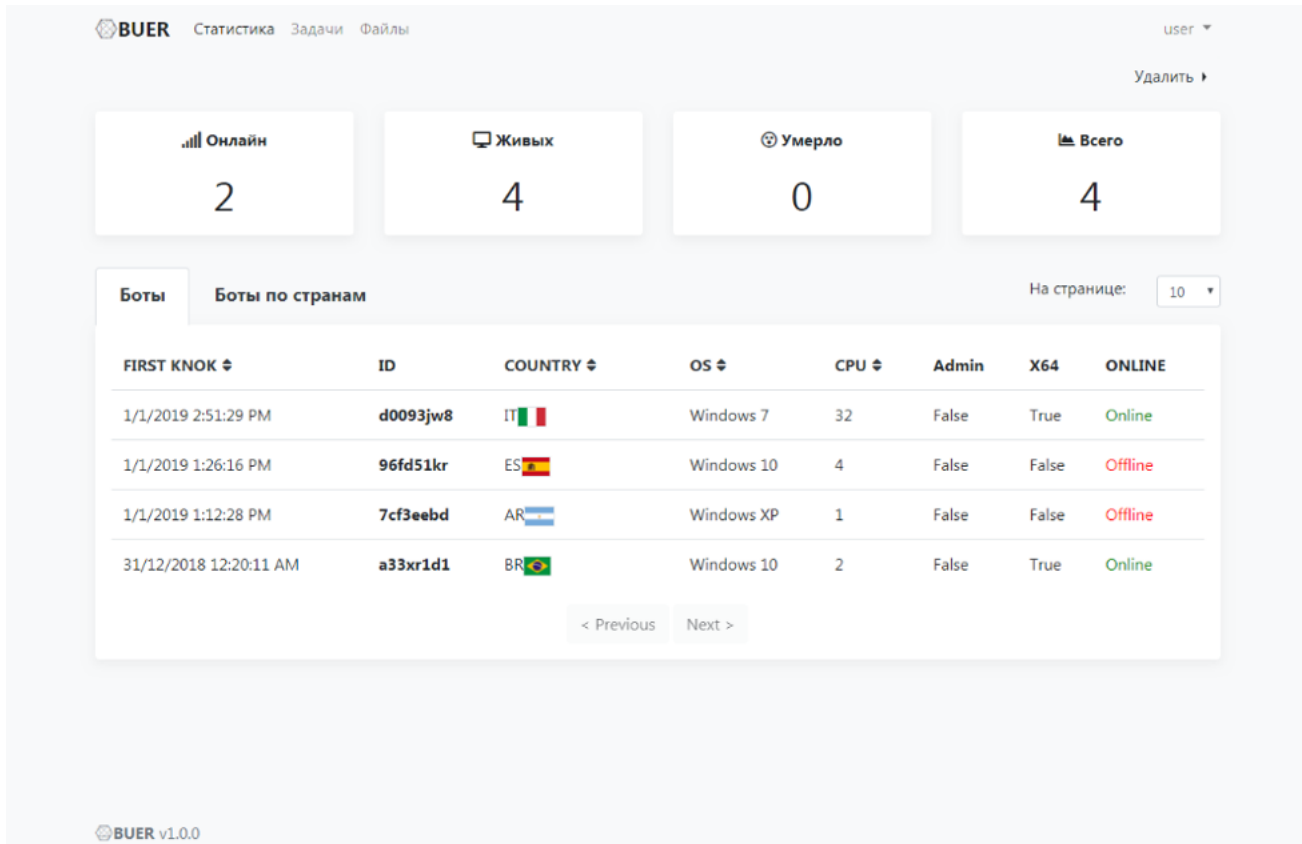 BUER Статистика Задачи Файлы user
Удалить
Онлайн Живых Умерло Всего
2 4 0 4
Боты Боты по странам На странице: 10
FIRST KNOK ID COUNTRY OS CPU Admin X64 ONLINE
1/1/2019 2:51:29 PM d0093jw8 IT Windows 7 32 False True Online
1/1/2019 1:26:16 PM 96fd51kr ES Windows 10 4 False False Offline
1/1/2019 1:12:28 PM 7cf3eebd AR Windows XP 1 False False Offline
31/12/2018 12:20:11 AM a33xr1d1 BR Windows 10 2 False True Online
< Previous Next >
BUER v1.0.0